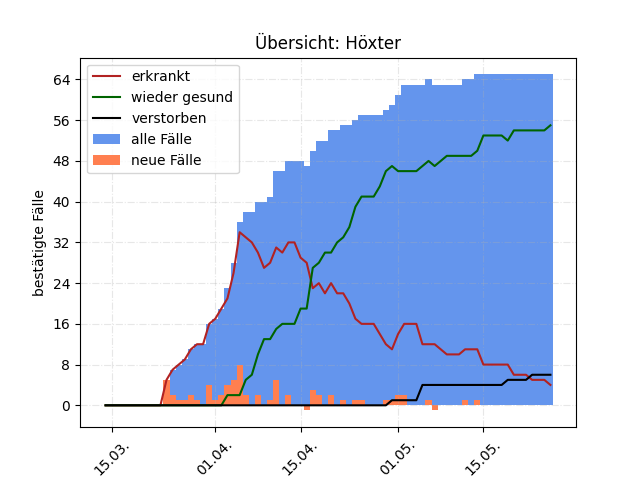 Übersicht: Höxter
erkrankt
wieder gesund
verstorben
alle Fälle
neue Fälle
bestätigte Fälle
64
56
48
40
32
24
16
8
0
15.03.
01.04.
15.04.
01.05.
15.05.